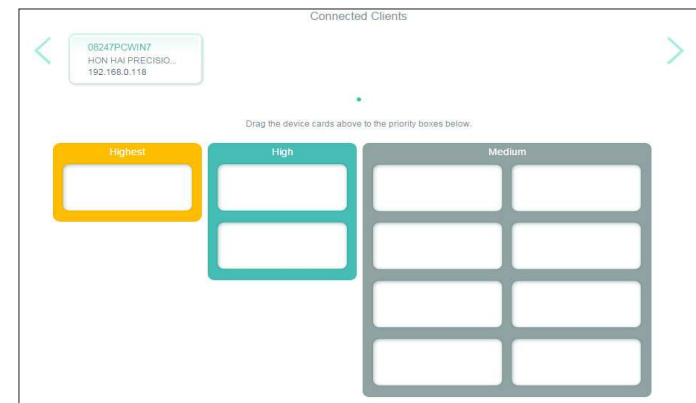 Connected Clients
08247PCWIN7
HON HAI PRECISIO...
192.168.0.118
Drag the device cards above to the priority boxes below.
Highest
High
Medium